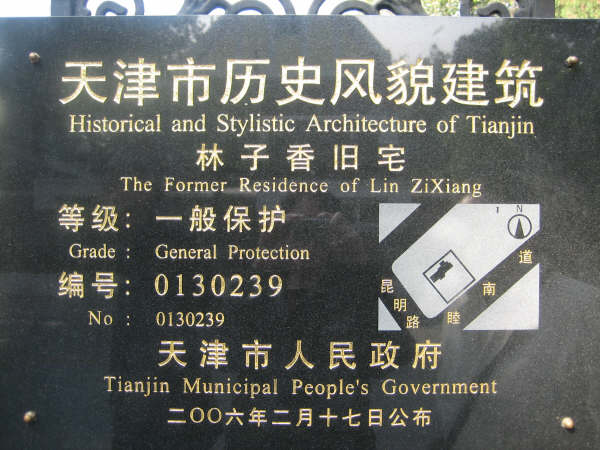 天津市历史风貌建筑
Historical and Stylistic Architecture of Tianjin
林子香旧宅
The Former Residence of Lin ZiXiang
等级：一般保护
Grade : General Protection
编号：0130239
No : 0130239
N
昆明路
睦南道
天津市人民政府
Tianjin Municipal People's Government
二〇〇六年二月十七日公布